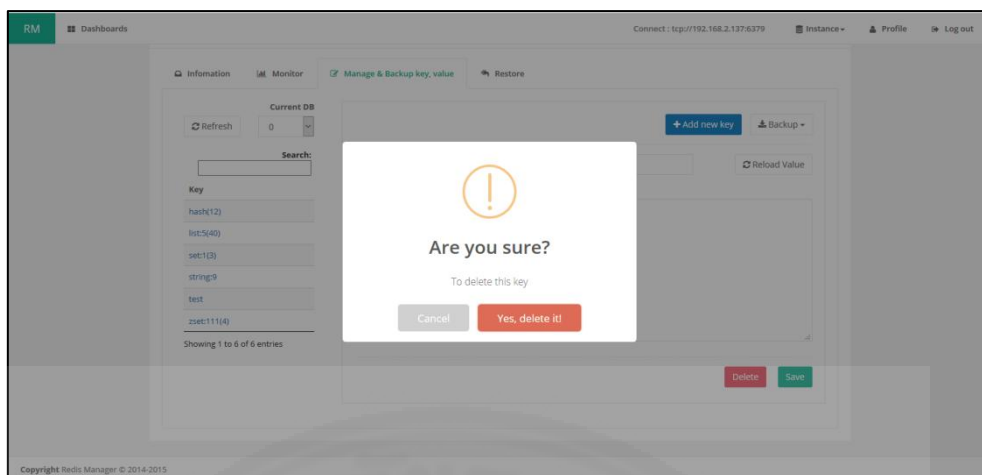 RM Dashboards Connect : tcp://192.168.2.137:6379 Instance Profile Log out
Infomation Monitor Manage & Backup key, value Restore
Current DB
Refresh 0
+ Add new key Backup
Search:
Reload Value
Key
hash(12)
list:5(40)
set:1(3)
string:9
test
zset:111(4)
Showing 1 to 6 of 6 entries
!
Are you sure?
To delete this key
Cancel Yes, delete it!
Delete Save
Copyright Redis Manager © 2014-2015